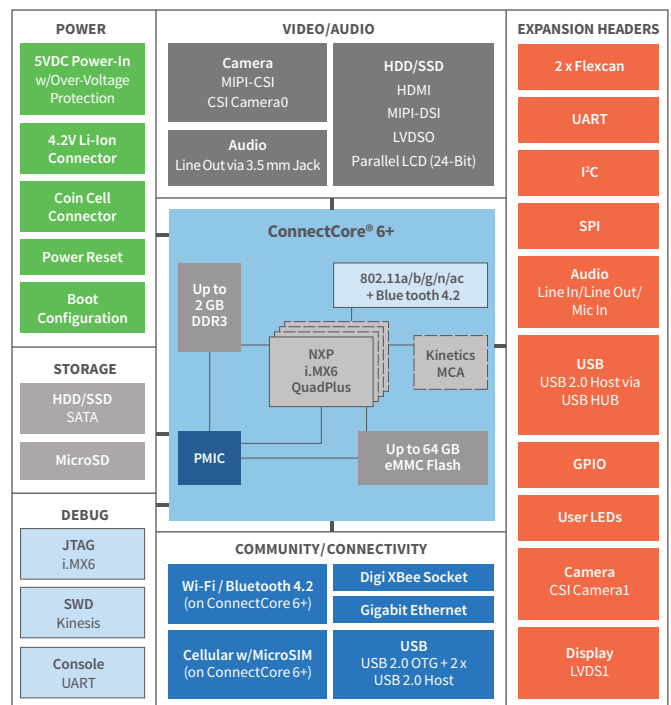 POWER
5VDC Power-In
w/Over-Voltage
Protection
4.2V Li-Ion
Connector
Coin Cell
Connector
Power Reset
Boot
Configuration
STORAGE
HDD/SSD
SATA
MicroSD
DEBUG
JTAG
i.MX6
SWD
Kinesis
Console
UART
VIDEO/AUDIO
Camera
MIPI-CSI
CSI Camera0
Audio
Line Out via 3.5 mm Jack
HDD/SSD
HDMI
MIPI-DSI
LVDSO
Parallel LCD (24-Bit)
ConnectCore® 6+
Up to
2 GB
DDR3
802.11a/b/g/n/ac
+ Blue tooth 4.2
NXP
i.MX6
QuadPlus
Kinetics
MCA
PMIC
Up to 64 GB
eMMC Flash
COMMUNITY/CONNECTIVITY
Wi-Fi / Bluetooth 4.2
(on ConnectCore 6+)
Digi XBee Socket
Gigabit Ethernet
Cellular w/MicroSIM
(on ConnectCore 6+)
USB
USB 2.0 OTG + 2 x
USB 2.0 Host
EXPANSION HEADERS
2 x Flexcan
UART
I²C
SPI
Audio
Line In/Line Out/
Mic In
USB
USB 2.0 Host via
USB HUB
GPIO
User LEDs
Camera
CSI Camera1
Display
LVDS1